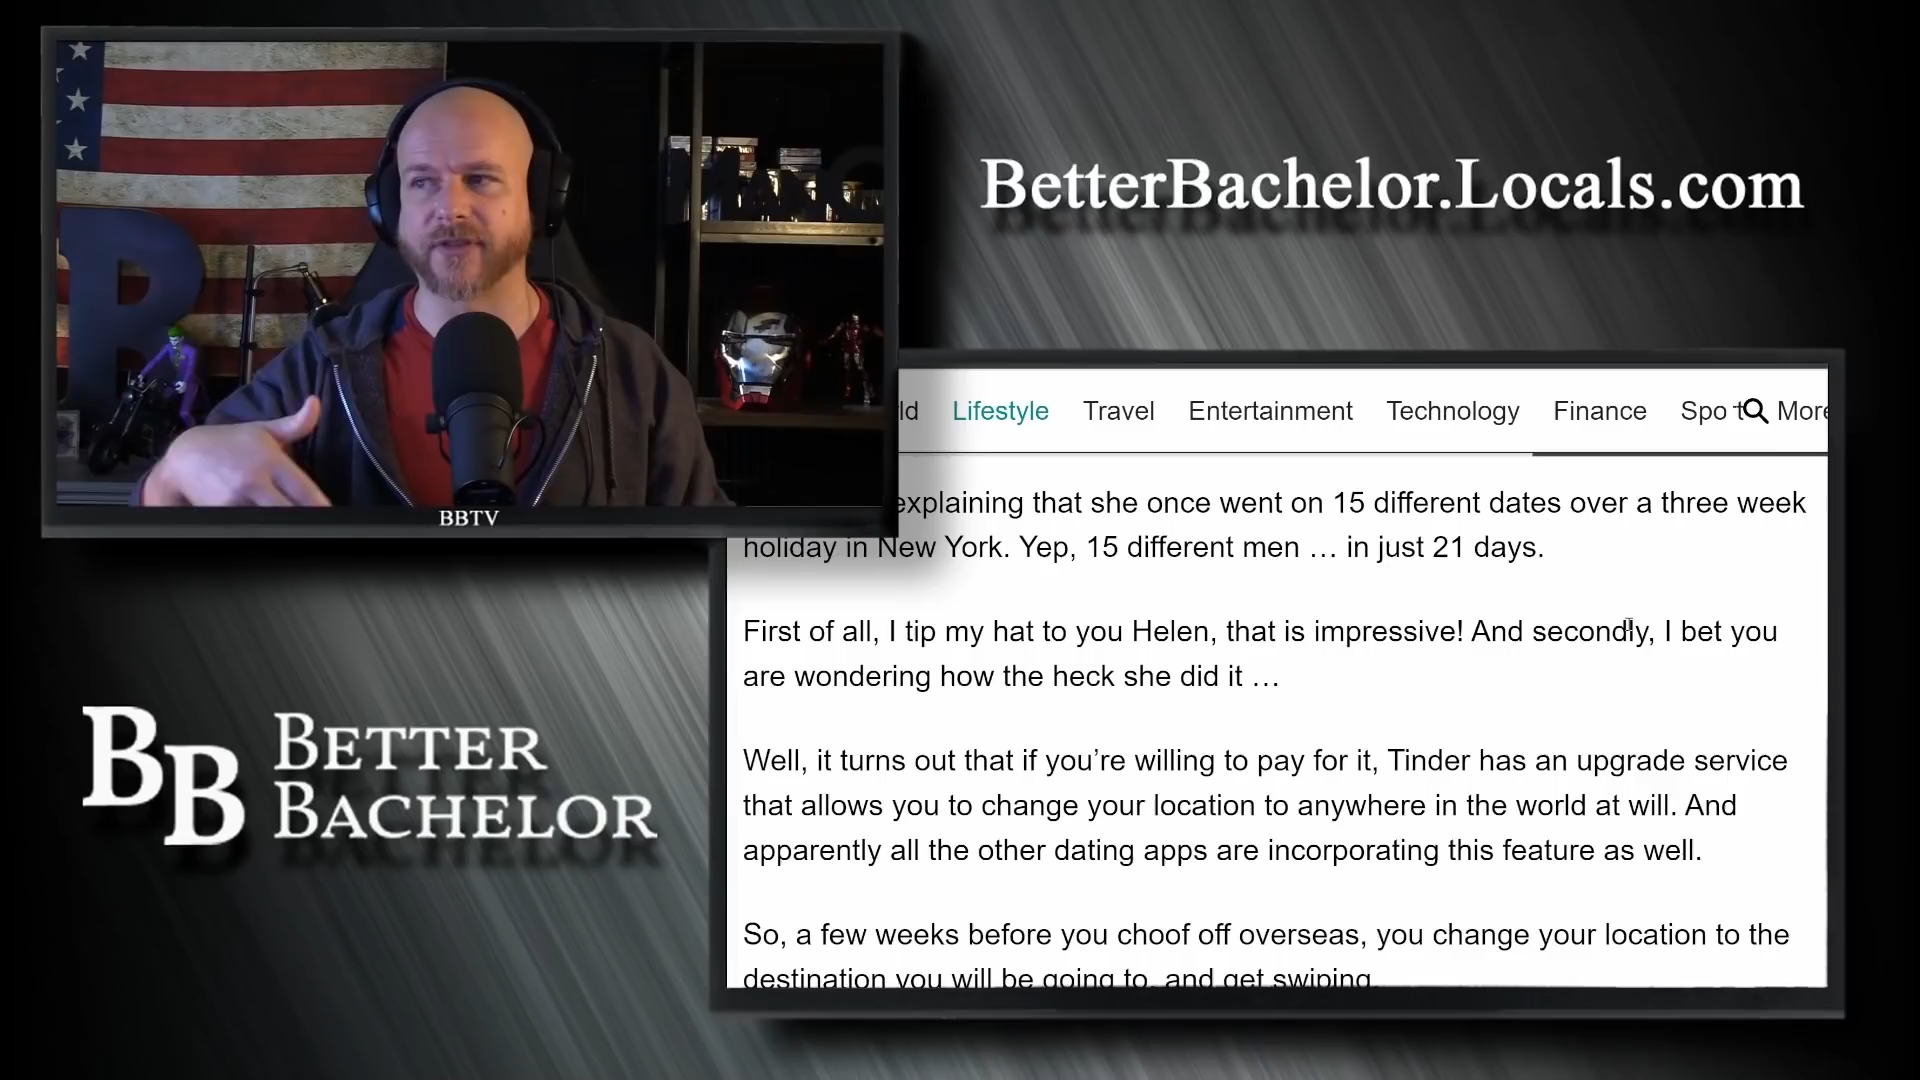 BetterBachelor.Locals.com
BBTV
BB
BETTER
BACHELOR
ld Lifestyle Travel Entertainment Technology Finance Spo t More
explaining that she once went on 15 different dates over a three week
holiday in New York. Yep, 15 different men … in just 21 days.
First of all, I tip my hat to you Helen, that is impressive! And secondly, I bet you
are wondering how the heck she did it …
Well, it turns out that if you’re willing to pay for it, Tinder has an upgrade service
that allows you to change your location to anywhere in the world at will. And
apparently all the other dating apps are incorporating this feature as well.
So, a few weeks before you choof off overseas, you change your location to the
destination you will be going to, and get swiping.